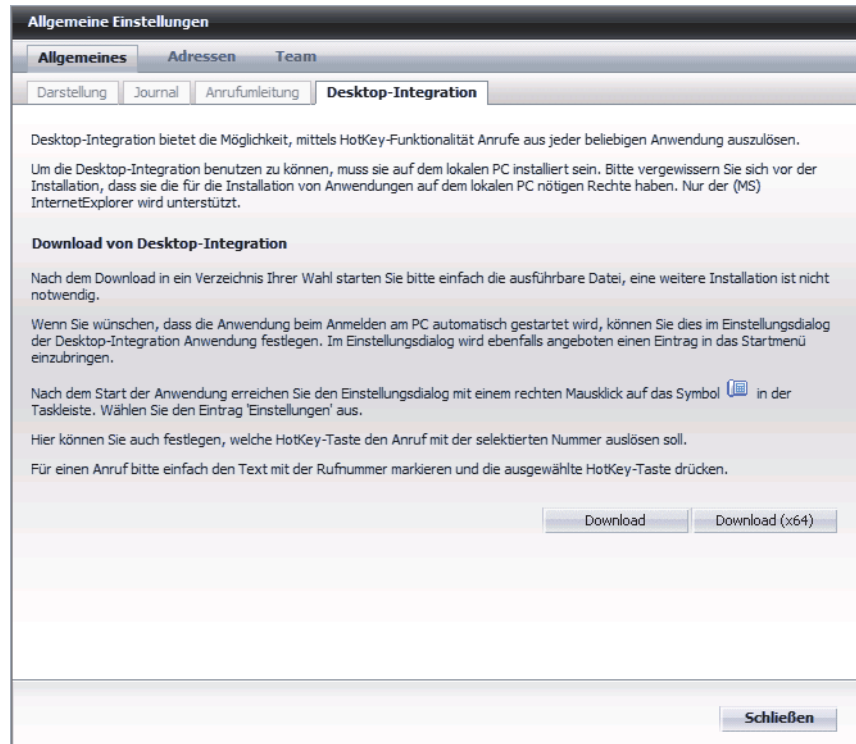 Allgemeine Einstellungen
Allgemeines Adressen Team
Darstellung Journal Anrufumleitung Desktop-Integration
Desktop-Integration bietet die Möglichkeit, mittels HotKey-Funktionalität Anrufe aus jeder beliebigen Anwendung auszulösen.
Um die Desktop-Integration benutzen zu können, muss sie auf dem lokalen PC installiert sein. Bitte vergewissern Sie sich vor der
Installation, dass sie die für die Installation von Anwendungen auf dem lokalen PC nötigen Rechte haben. Nur der (MS)
InternetExplorer wird unterstützt.
Download von Desktop-Integration
Nach dem Download in ein Verzeichnis Ihrer Wahl starten Sie bitte einfach die ausführbare Datei, eine weitere Installation ist nicht
notwendig.
Wenn Sie wünschen, dass die Anwendung beim Anmelden am PC automatisch gestartet wird, können Sie dies im Einstellungsdialog
der Desktop-Integration Anwendung festlegen. Im Einstellungsdialog wird ebenfalls angeboten einen Eintrag in das Startmenü
einzubringen.
Nach dem Start der Anwendung erreichen Sie den Einstellungsdialog mit einem rechten Mausklick auf das Symbol in der
Taskleiste. Wählen Sie den Eintrag 'Einstellungen' aus.
Hier können Sie auch festlegen, welche HotKey-Taste den Anruf mit der selektierten Nummer auslösen soll.
Für einen Anruf bitte einfach den Text mit der Rufnummer markieren und die ausgewählte HotKey-Taste drücken.
Download Download (x64)
Schließen